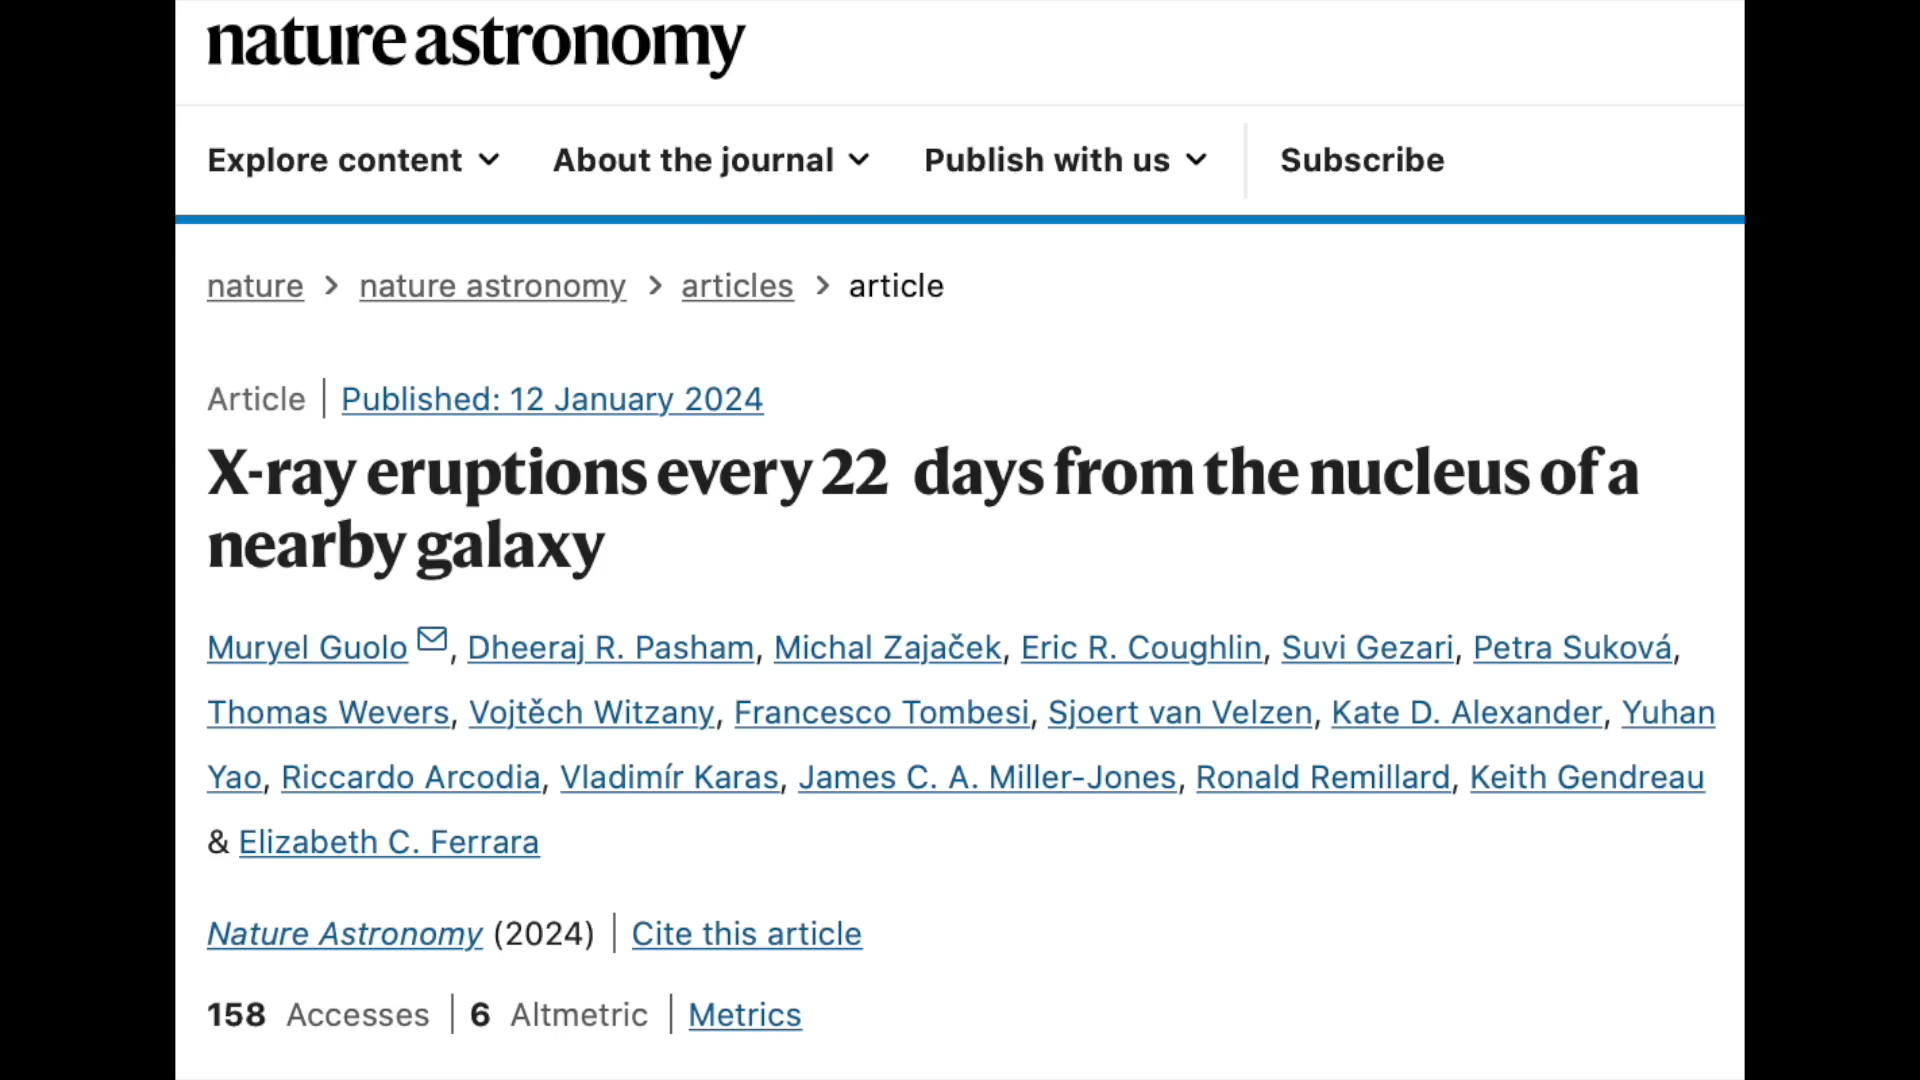 nature astronomy
Explore content About the journal Publish with us Subscribe
nature > nature astronomy > articles > article
Article | Published: 12 January 2024
X-ray eruptions every 22 days from the nucleus of a
nearby galaxy
Muryel Guolo, Dheeraj R. Pasham, Michal Zajaček, Eric R. Coughlin, Suvi Gezari, Petra Suková,
Thomas Wevers, Vojtěch Witzany, Francesco Tombesi, Sjoert van Velzen, Kate D. Alexander, Yuhan
Yao, Riccardo Arcodia, Vladimír Karas, James C. A. Miller-Jones, Ronald Remillard, Keith Gendreau
& Elizabeth C. Ferrara
Nature Astronomy (2024) | Cite this article
158 Accesses | 6 Altmetric | Metrics